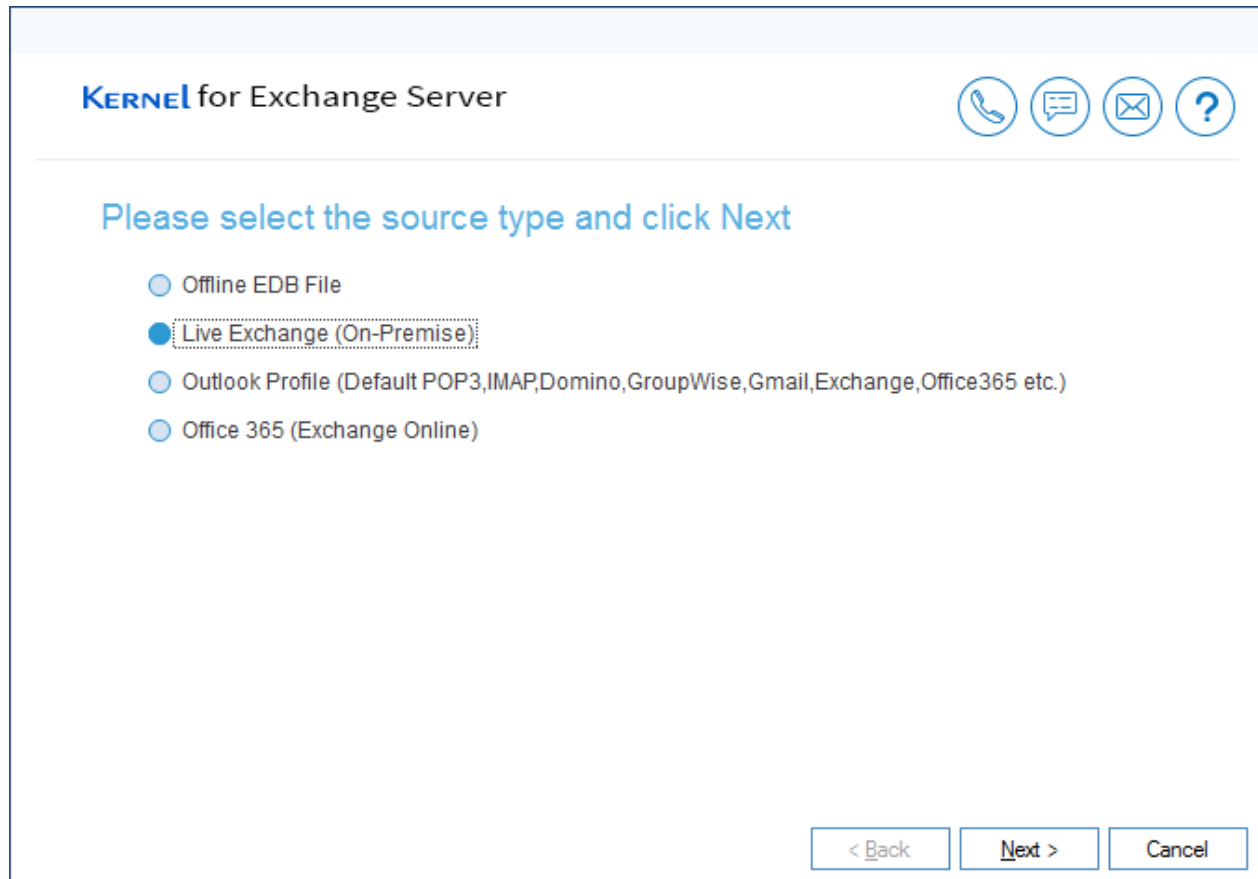 KERNEL for Exchange Server
?
Please select the source type and click Next
Offline EDB File
Live Exchange (On-Premise)
Outlook Profile (Default POP3,IMAP,Domino,GroupWise,Gmail,Exchange,Office365 etc.)
Office 365 (Exchange Online)
< Back Next > Cancel